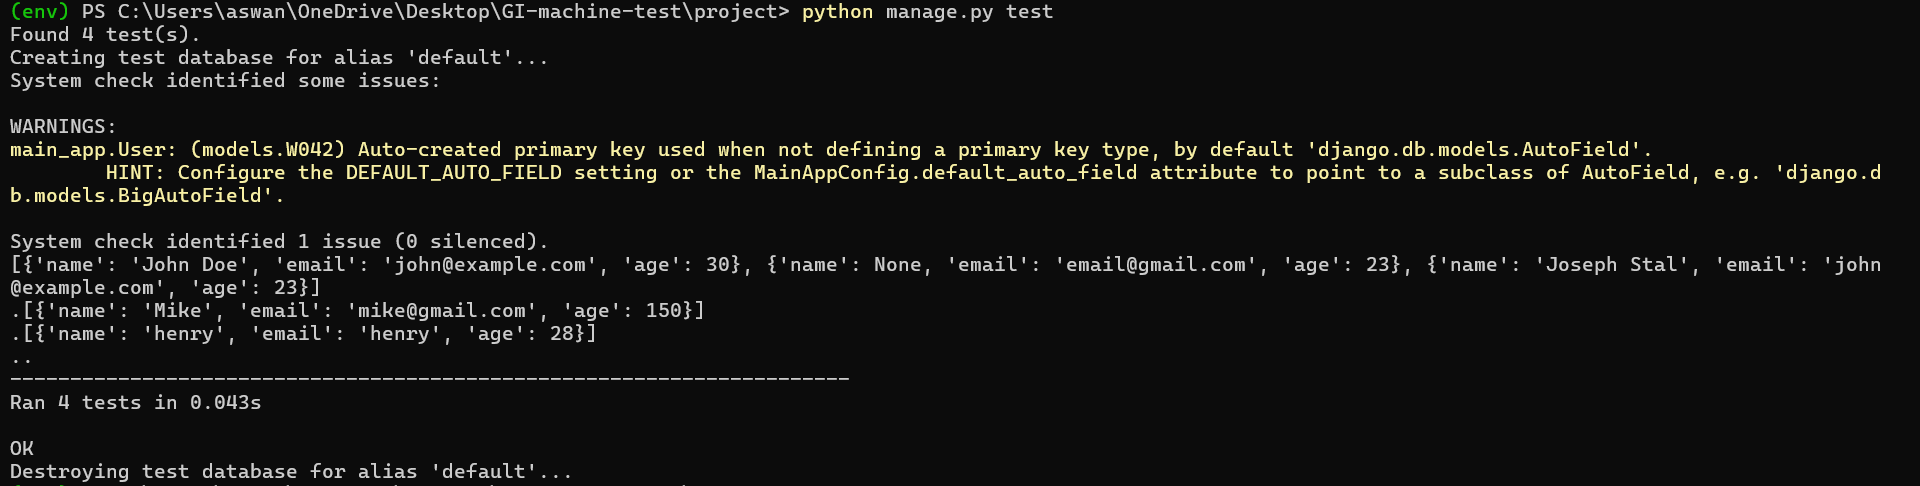 (env) PS C:\Users\aswan\OneDrive\Desktop\GI-machine-test\project> python manage.py test
Found 4 test(s).
Creating test database for alias 'default'...
System check identified some issues:
WARNINGS:
main_app.User: (models.W042) Auto-created primary key used when not defining a primary key type, by default 'django.db.models.AutoField'.
        HINT: Configure the DEFAULT_AUTO_FIELD setting or the MainAppConfig.default_auto_field attribute to point to a subclass of AutoField, e.g. 'django.d
b.models.BigAutoField'.
System check identified 1 issue (0 silenced).
[{'name': 'John Doe', 'email': 'john@example.com', 'age': 30}, {'name': None, 'email': 'email@gmail.com', 'age': 23}, {'name': 'Joseph Stal', 'email': 'john
@example.com', 'age': 23}]
.[{'name': 'Mike', 'email': 'mike@gmail.com', 'age': 150}]
.[{'name': 'henry', 'email': 'henry', 'age': 28}]
..
----------------------------------------------------------------------
Ran 4 tests in 0.043s
OK
Destroying test database for alias 'default'...